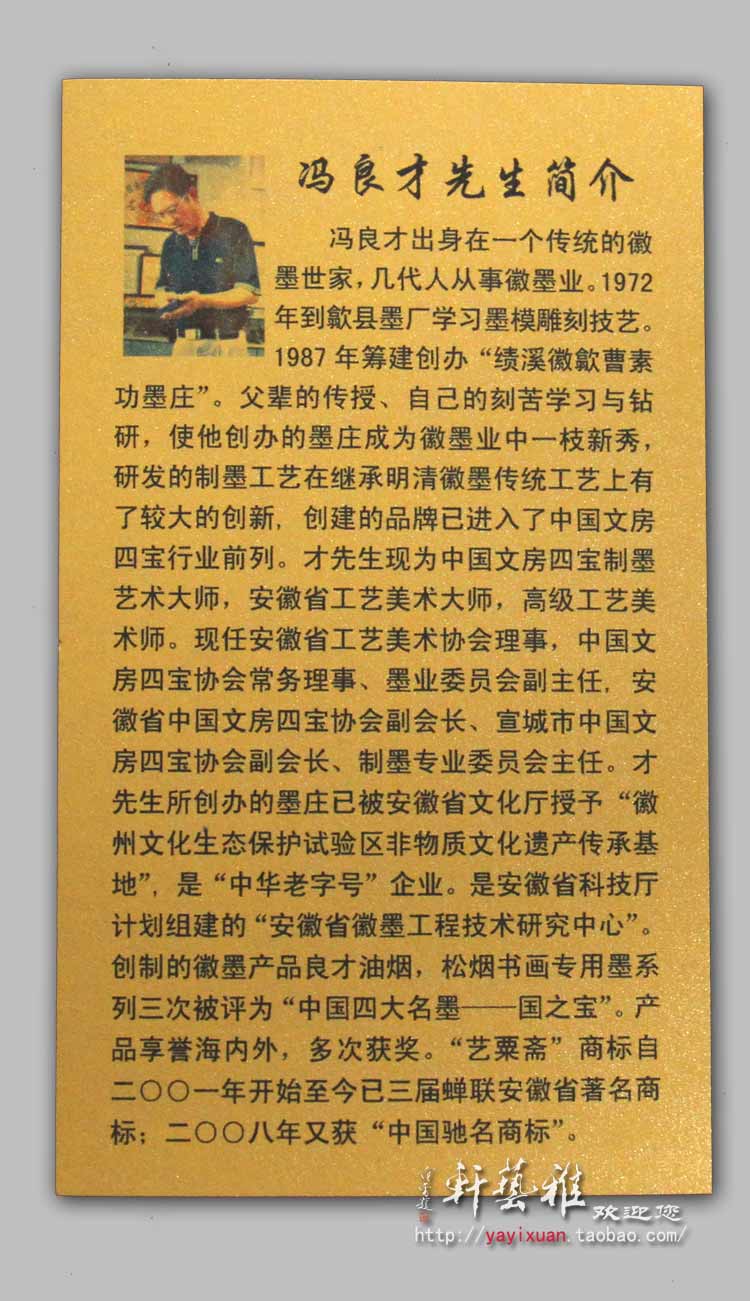 冯良才先生简介
冯良才出身在一个传统的徽
墨世家，几代人从事徽墨业。1972
年到歙县墨厂学习墨模雕刻技艺。
1987年筹建创办“绩溪徽歙曹素
功墨庄”。父辈的传授、自己的刻苦学习与钻
研，使他创办的墨庄成为徽墨业中一枝新秀，
研发的制墨工艺在继承明清徽墨传统工艺上有
了较大的创新，创建的品牌已进入了中国文房
四宝行业前列。才先生现为中国文房四宝制墨
艺术大师，安徽省工艺美术大师，高级工艺美
术师。现任安徽省工艺美术协会理事，中国文
房四宝协会常务理事、墨业委员会副主任，安
徽省中国文房四宝协会副会长、宣城市中国文
房四宝协会副会长、制墨专业委员会主任。才
先生所创办的墨庄已被安徽省文化厅授予“徽
州文化生态保护试验区非物质文化遗产传承基
地”，是“中华老字号”企业。是安徽省科技厅
计划组建的“安徽省徽墨工程技术研究中心”。
创制的徽墨产品良才油烟，松烟书画专用墨系
列三次被评为“中国四大名墨——国之宝”。产
品享誉海内外，多次获奖。“艺粟斋”商标自
二〇〇一年开始至今已三届蝉联安徽省著名商
标；二〇〇八年又获“中国驰名商标”。
轩藝雅 欢迎您
http://yayixuan.taobao.com/